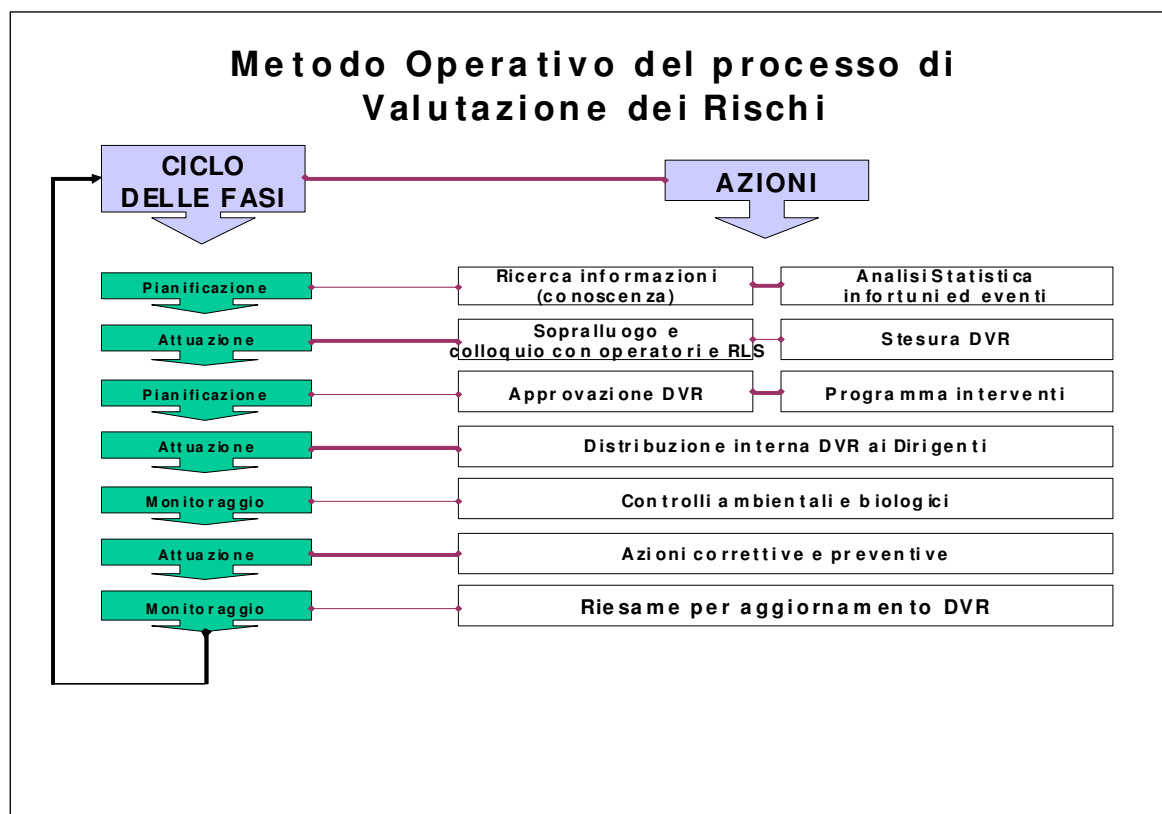 Metodo Operativo del processo di
Valutazione dei Rischi
CICLO
DELLE FASI
AZIONI
Pianificazione
Ricerca informazioni
(conoscenza)
Analisi Statistica
infortuni ed eventi
Attuazione
Sopralluogo e
colloquio con operatori e RLS
Stesura DVR
Pianificazione
Approvazione DVR
Programma interventi
Attuazione
Distribuzione interna DVR ai Dirigenti
Monitoraggio
Controlli ambientali e biologici
Attuazione
Azioni correttive e preventive
Monitoraggio
Riesame per aggiornamento DVR